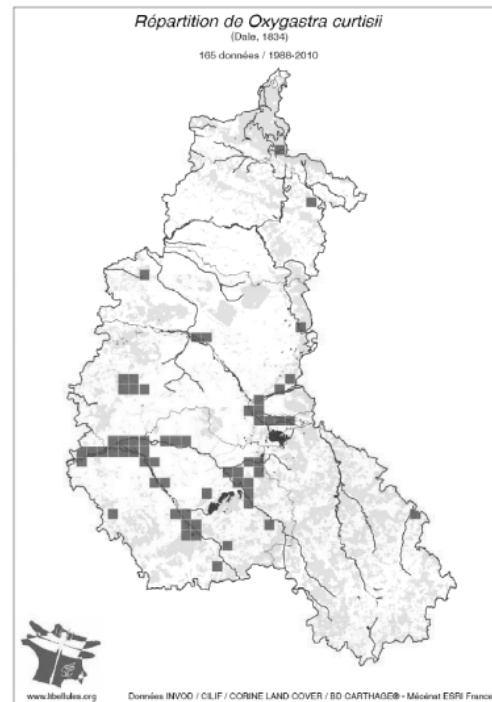 Répartition de Oxygastra curtisii
(Dale, 1834)
165 données / 1988-2010
www.libellules.org
Données INVOD / CILIF / CORINE LAND COVER / BD CARTHAGE® - Mécénat ESRI France